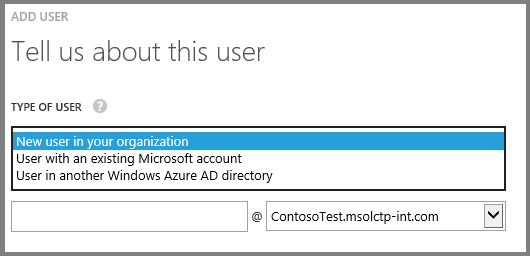 ADD USER
Tell us about this user
TYPE OF USER ?
New user in your organization
User with an existing Microsoft account
User in another Windows Azure AD directory
@ ContosoTest.msolctp-int.com